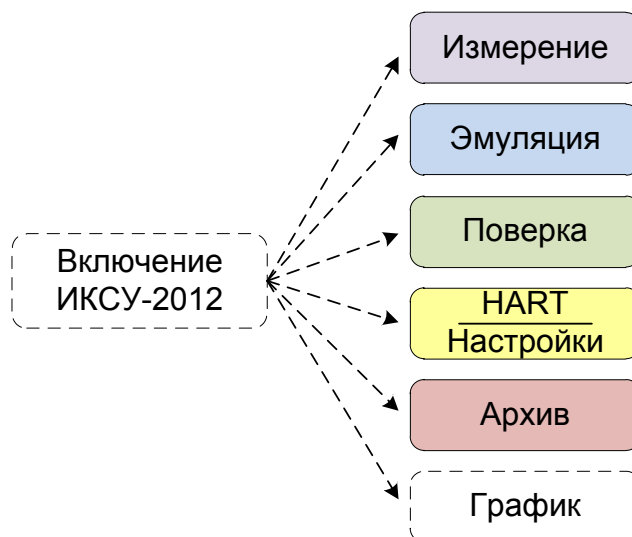 Включение
ИКСУ-2012
Измерение
Эмуляция
Поверка
HART
Настройки
Архив
График